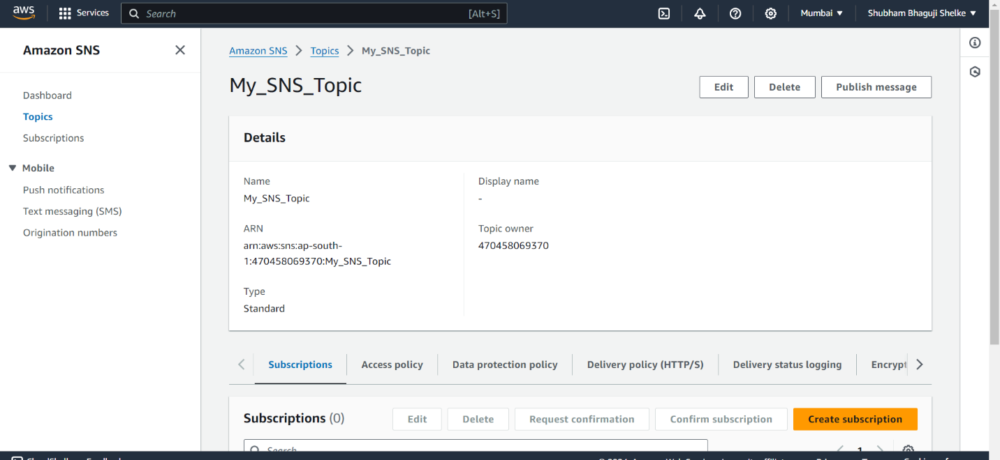 aws
Services
Search
[Alt+S]
Mumbai
Shubham Bhaguji Shelke
Amazon SNS
Dashboard
Topics
Subscriptions
Mobile
Push notifications
Text messaging (SMS)
Origination numbers
Amazon SNS
Topics
My_SNS_Topic
My_SNS_Topic
Edit
Delete
Publish message
Details
Name
My_SNS_Topic
Display name
-
ARN
arn:aws:sns:ap-south-
1:470458069370:My_SNS_Topic
Topic owner
470458069370
Type
Standard
Subscriptions
Access policy
Data protection policy
Delivery policy (HTTP/S)
Delivery status logging
Encrypt
Subscriptions (0)
Edit
Delete
Request confirmation
Confirm subscription
Create subscription
Search
1